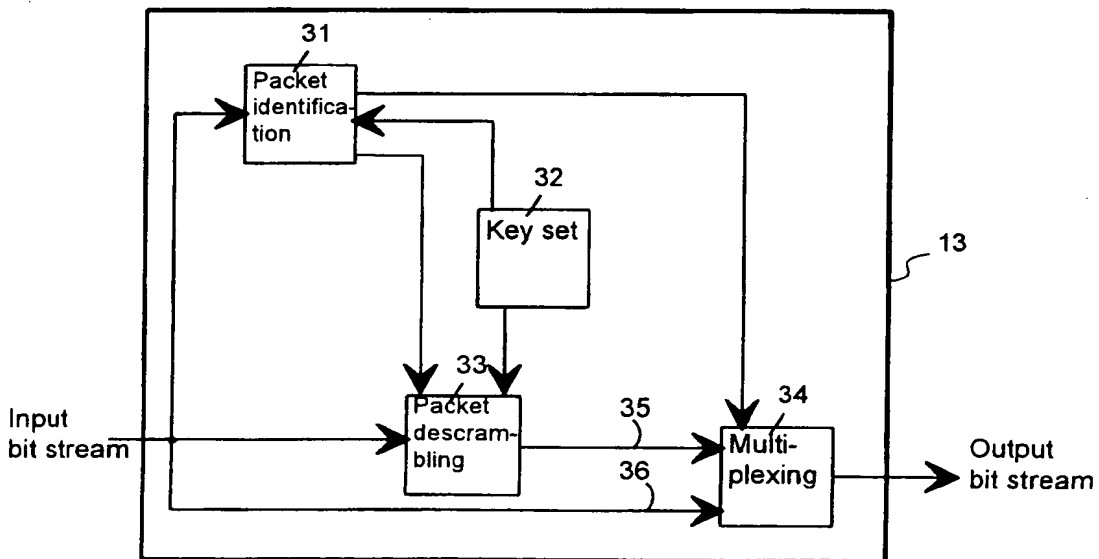 31
Packet
identifica-
tion
32
Key set
13
33
Packet
descram-
bling
35
34
Multi-
plexing
36
Input
bit stream
Output
bit stream